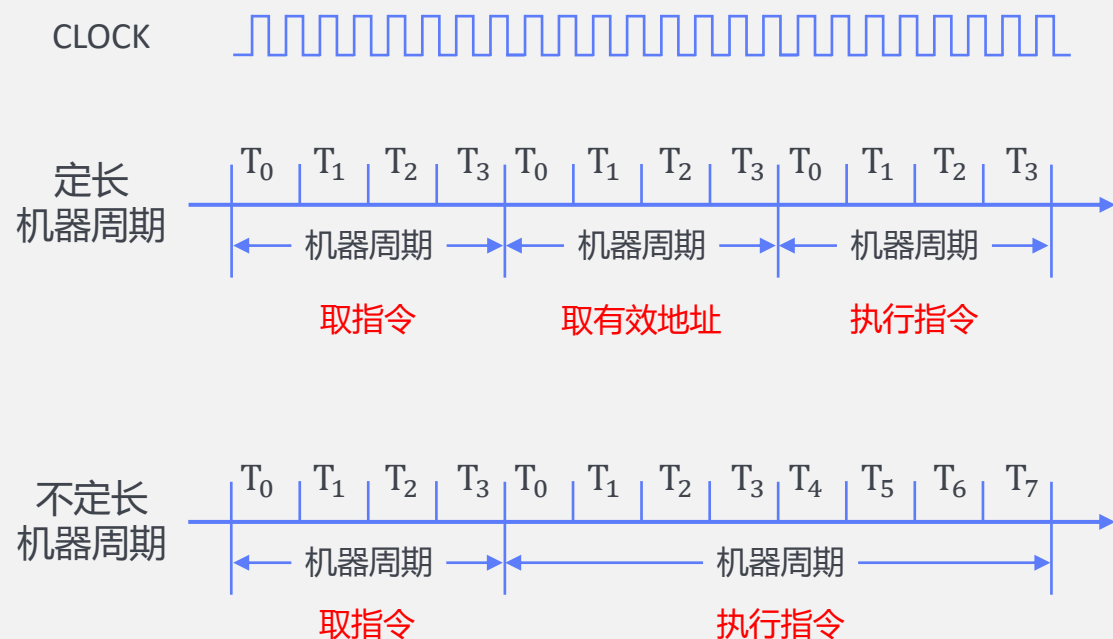 CLOCK
定长
机器周期
T₀ T₁ T₂ T₃ T₀ T₁ T₂ T₃ T₀ T₁ T₂ T₃
机器周期 机器周期 机器周期
取指令 取有效地址 执行指令
不定长
机器周期
T₀ T₁ T₂ T₃ T₀ T₁ T₂ T₃ T₄ T₅ T₆ T₇
机器周期 机器周期
取指令 执行指令